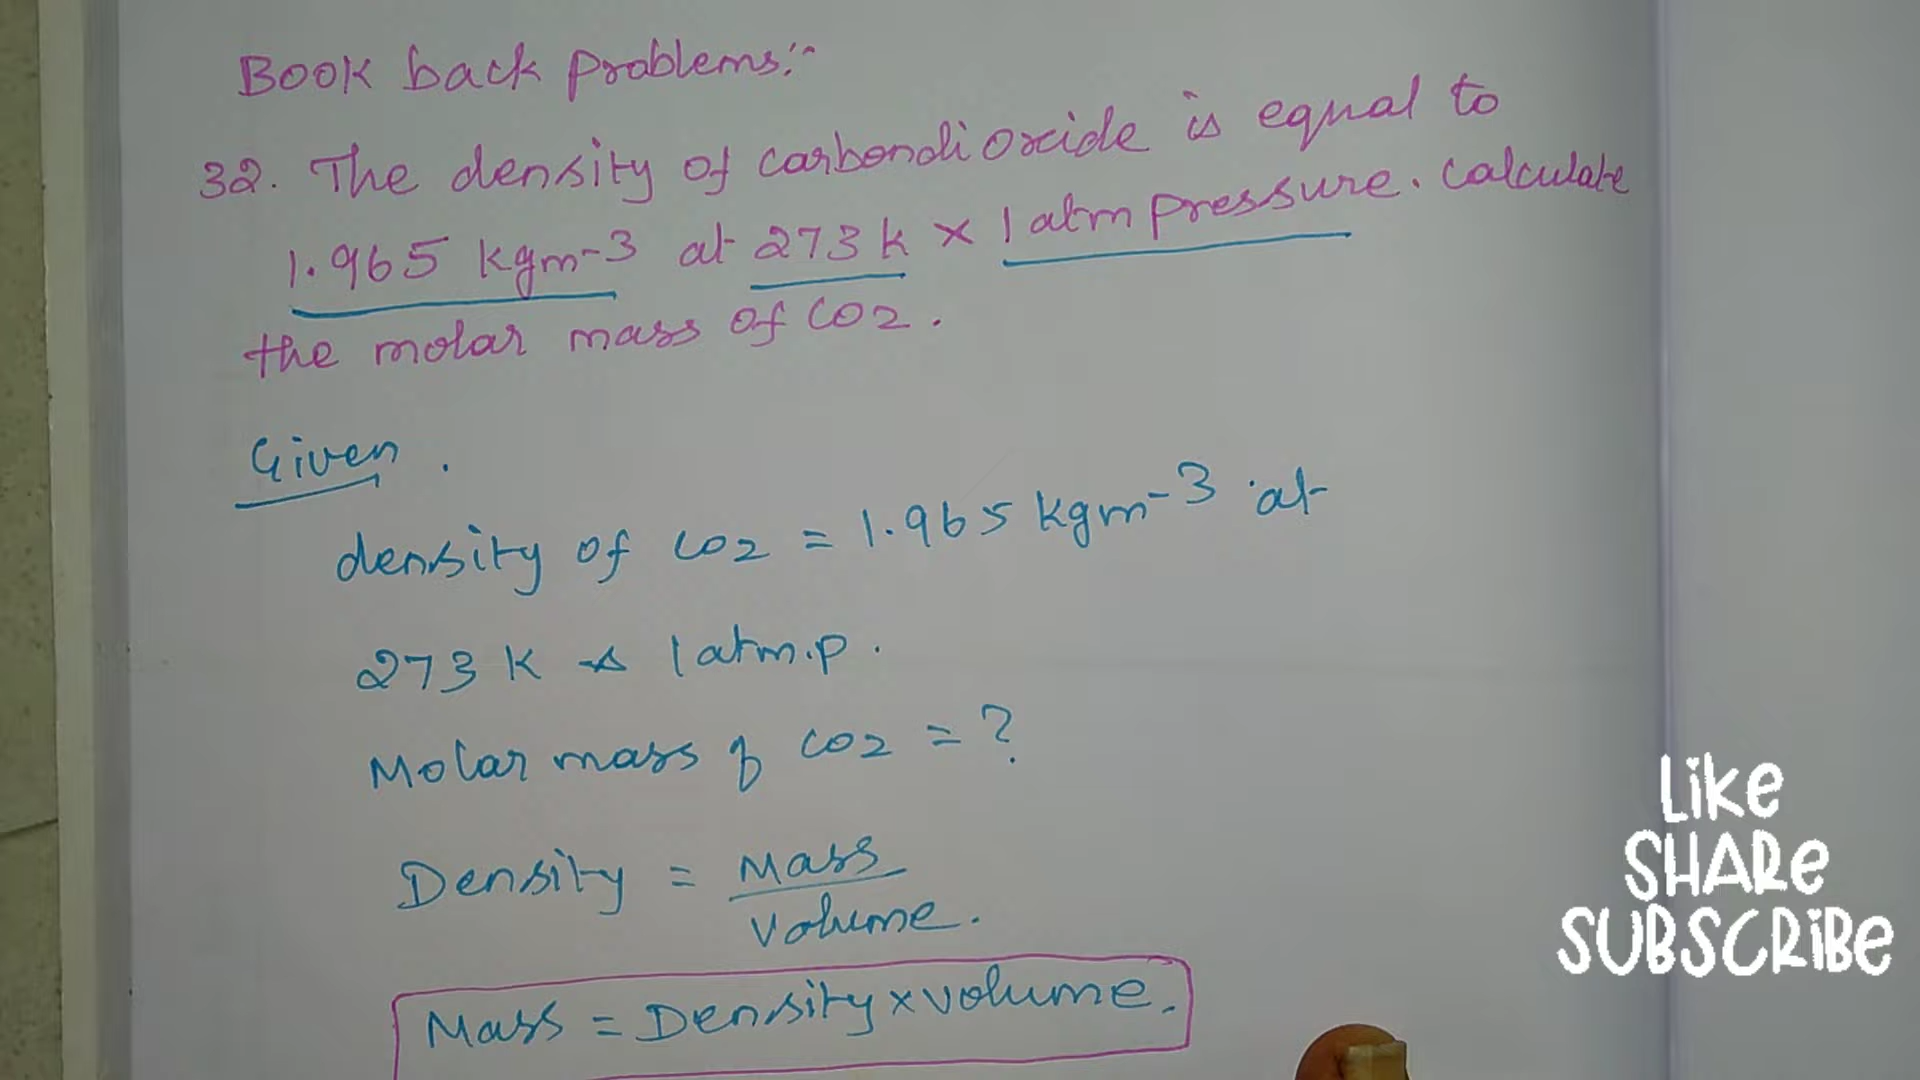 Book back problems:-
32. The density of carbondioxide is equal to
1.965 kgm-3 at 273 k & 1 atm pressure. calculate
the molar mass of CO2.
Given.
density of CO2 = 1.965 kgm-3 at
273 K & 1 atm.p.
Molar mass of CO2 = ?
Density = Mass
Volume.
Mass = Density x volume.
LIKE
SHARE
SUBSCRIBE